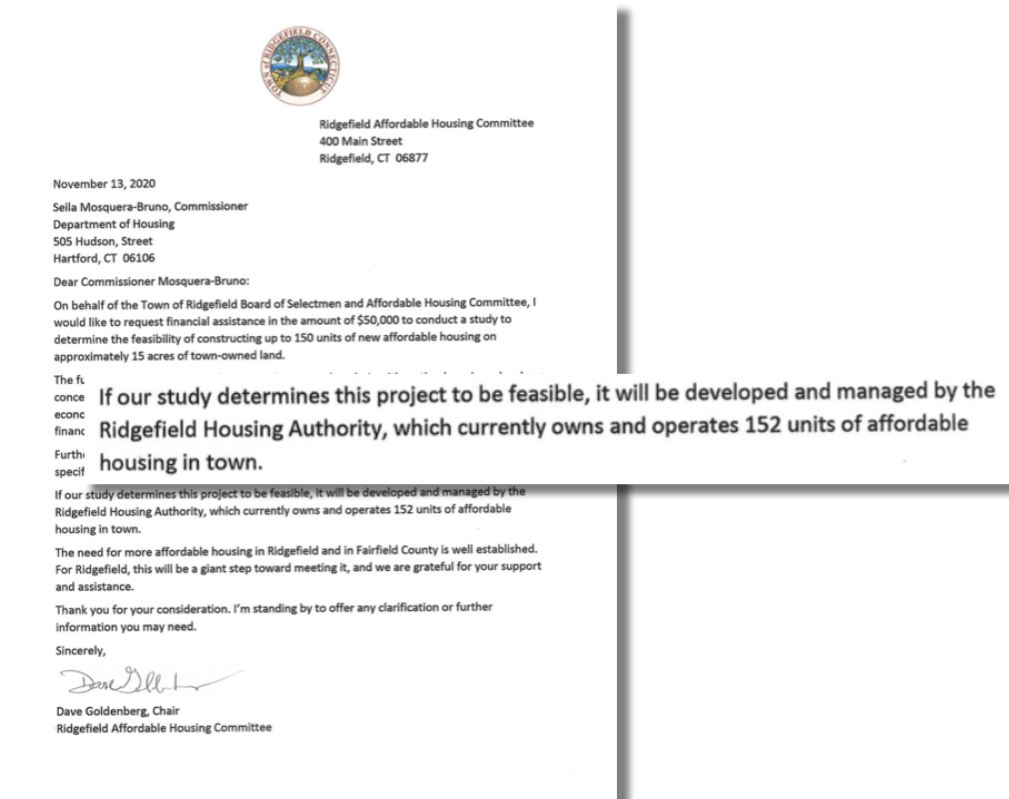 TOWN of RIDGEFIELD CONNECTICUT
Ridgefield Affordable Housing Committee
400 Main Street
Ridgefield, CT 06877
November 13, 2020
Seila Mosquera-Bruno, Commissioner
Department of Housing
505 Hudson, Street
Hartford, CT 06106
Dear Commissioner Mosquera-Bruno:
On behalf of the Town of Ridgefield Board of Selectmen and Affordable Housing Committee, I
would like to request financial assistance in the amount of $50,000 to conduct a study to
determine the feasibility of constructing up to 150 units of new affordable housing on
approximately 15 acres of town-owned land.
The
If our study determines this project to be feasible, it will be developed and managed by the
Ridgefield Housing Authority, which currently owns and operates 152 units of affordable
housing in town.
If our study determines this project to be feasible, it will be developed and managed by the
Ridgefield Housing Authority, which currently owns and operates 152 units of affordable
housing in town.
The need for more affordable housing in Ridgefield and in Fairfield County is well established.
For Ridgefield, this will be a giant step toward meeting it, and we are grateful for your support
and assistance.
Thank you for your consideration. I'm standing by to offer any clarification or further
information you may need.
Sincerely,
Dave Goldenberg, Chair
Ridgefield Affordable Housing Committee